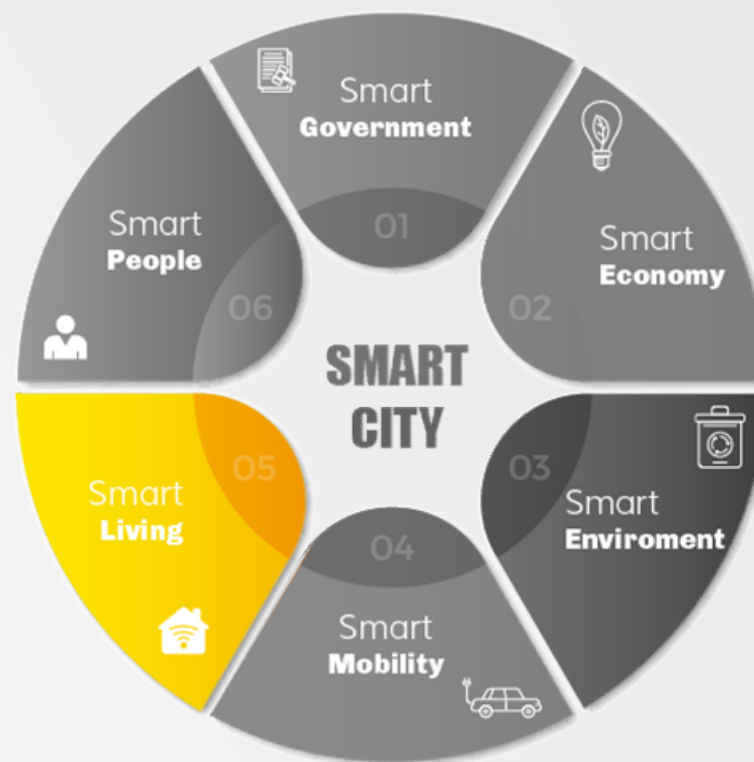 Smart
Government
01
Smart
Economy
02
Smart
Enviroment
03
Smart
Mobility
04
Smart
Living
05
Smart
People
06
SMART
CITY